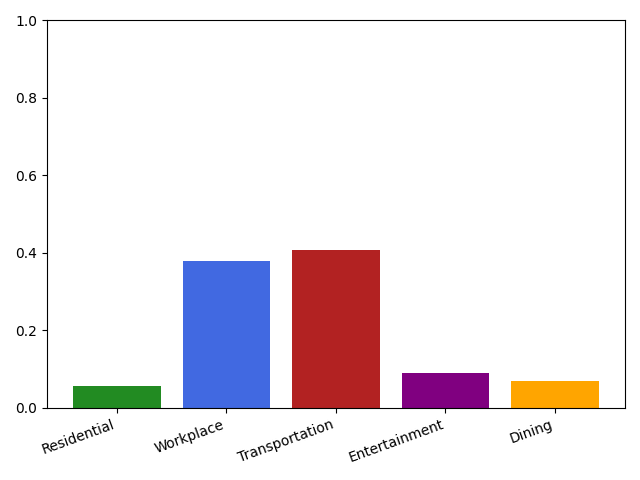 1.0
0.8
0.6
0.4
0.2
0.0
Residential
Workplace
Transportation
Entertainment
Dining